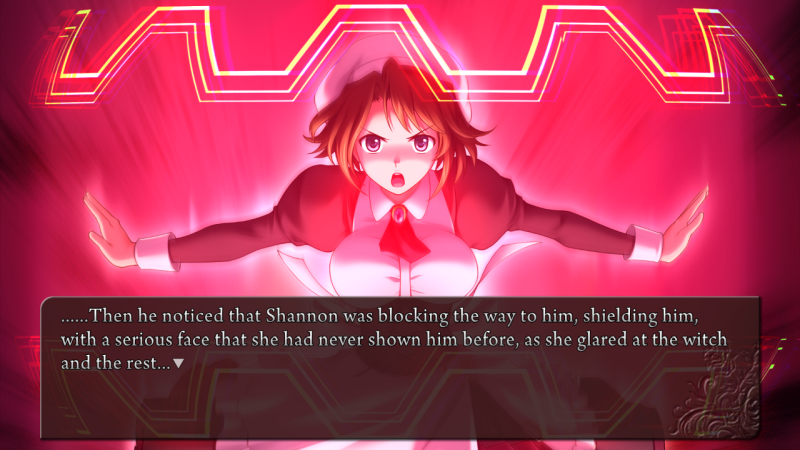 ......Then he noticed that Shannon was blocking the way to him, shielding him,
with a serious face that she had never shown him before, as she glared at the witch
and the rest...